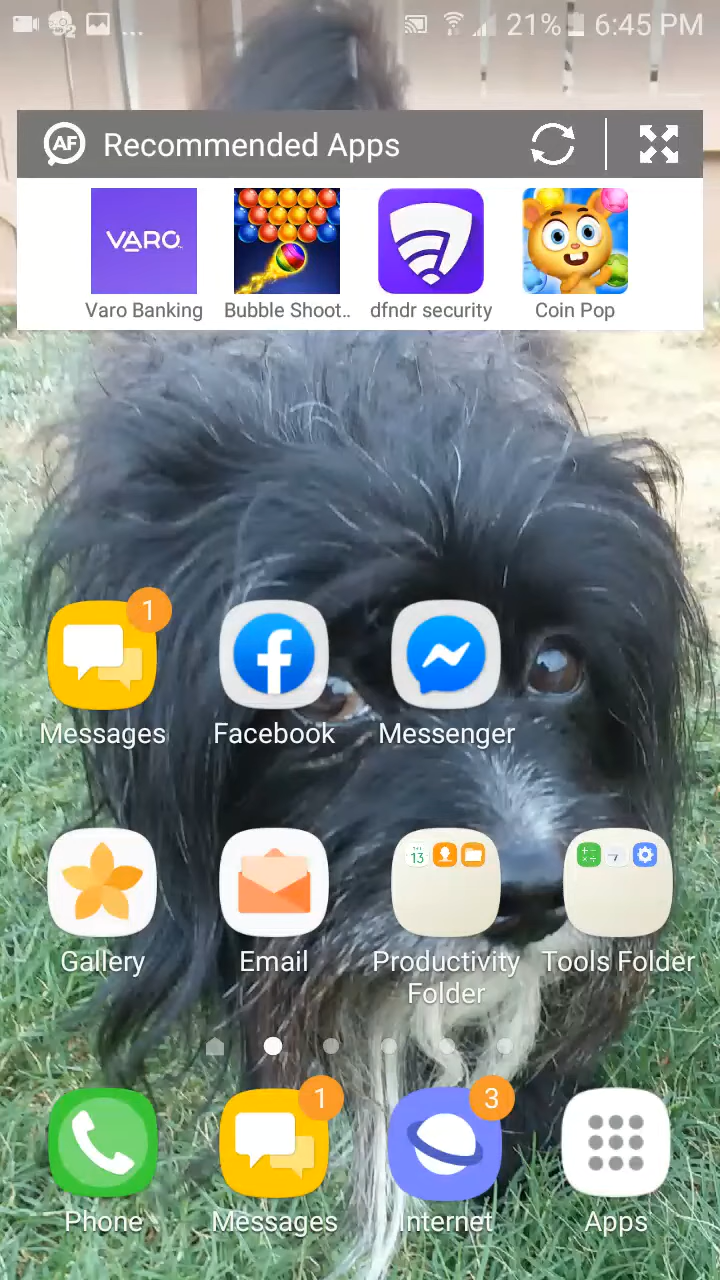 ... 21% 6:45 PM
AF Recommended Apps
VARO
Varo Banking Bubble Shoot.. dfndr security Coin Pop
1
Messages Facebook Messenger
13
Gallery Email Productivity Folder Tools Folder
1 3
Phone Messages Internet Apps